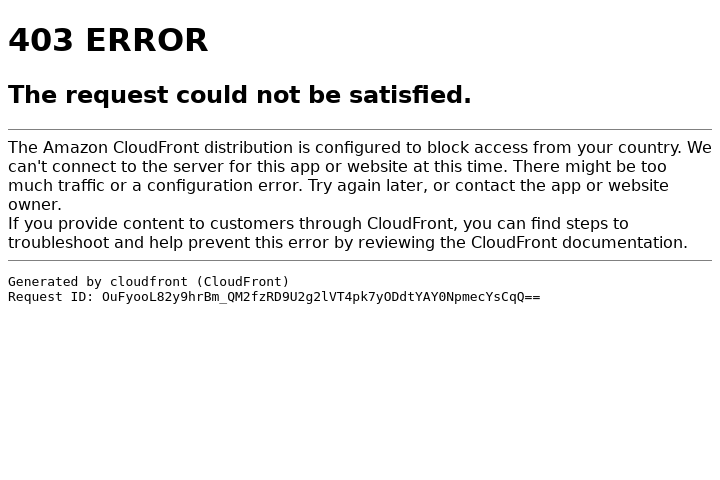 403 ERROR
The request could not be satisfied.
The Amazon CloudFront distribution is configured to block access from your country. We
can't connect to the server for this app or website at this time. There might be too
much traffic or a configuration error. Try again later, or contact the app or website
owner.
If you provide content to customers through CloudFront, you can find steps to
troubleshoot and help prevent this error by reviewing the CloudFront documentation.
Generated by cloudfront (CloudFront)
Request ID: OuFyooL82y9hrBm_QM2fzRD9U2g2lVT4pk7yODdtYAY0NpmecYsCqQ==